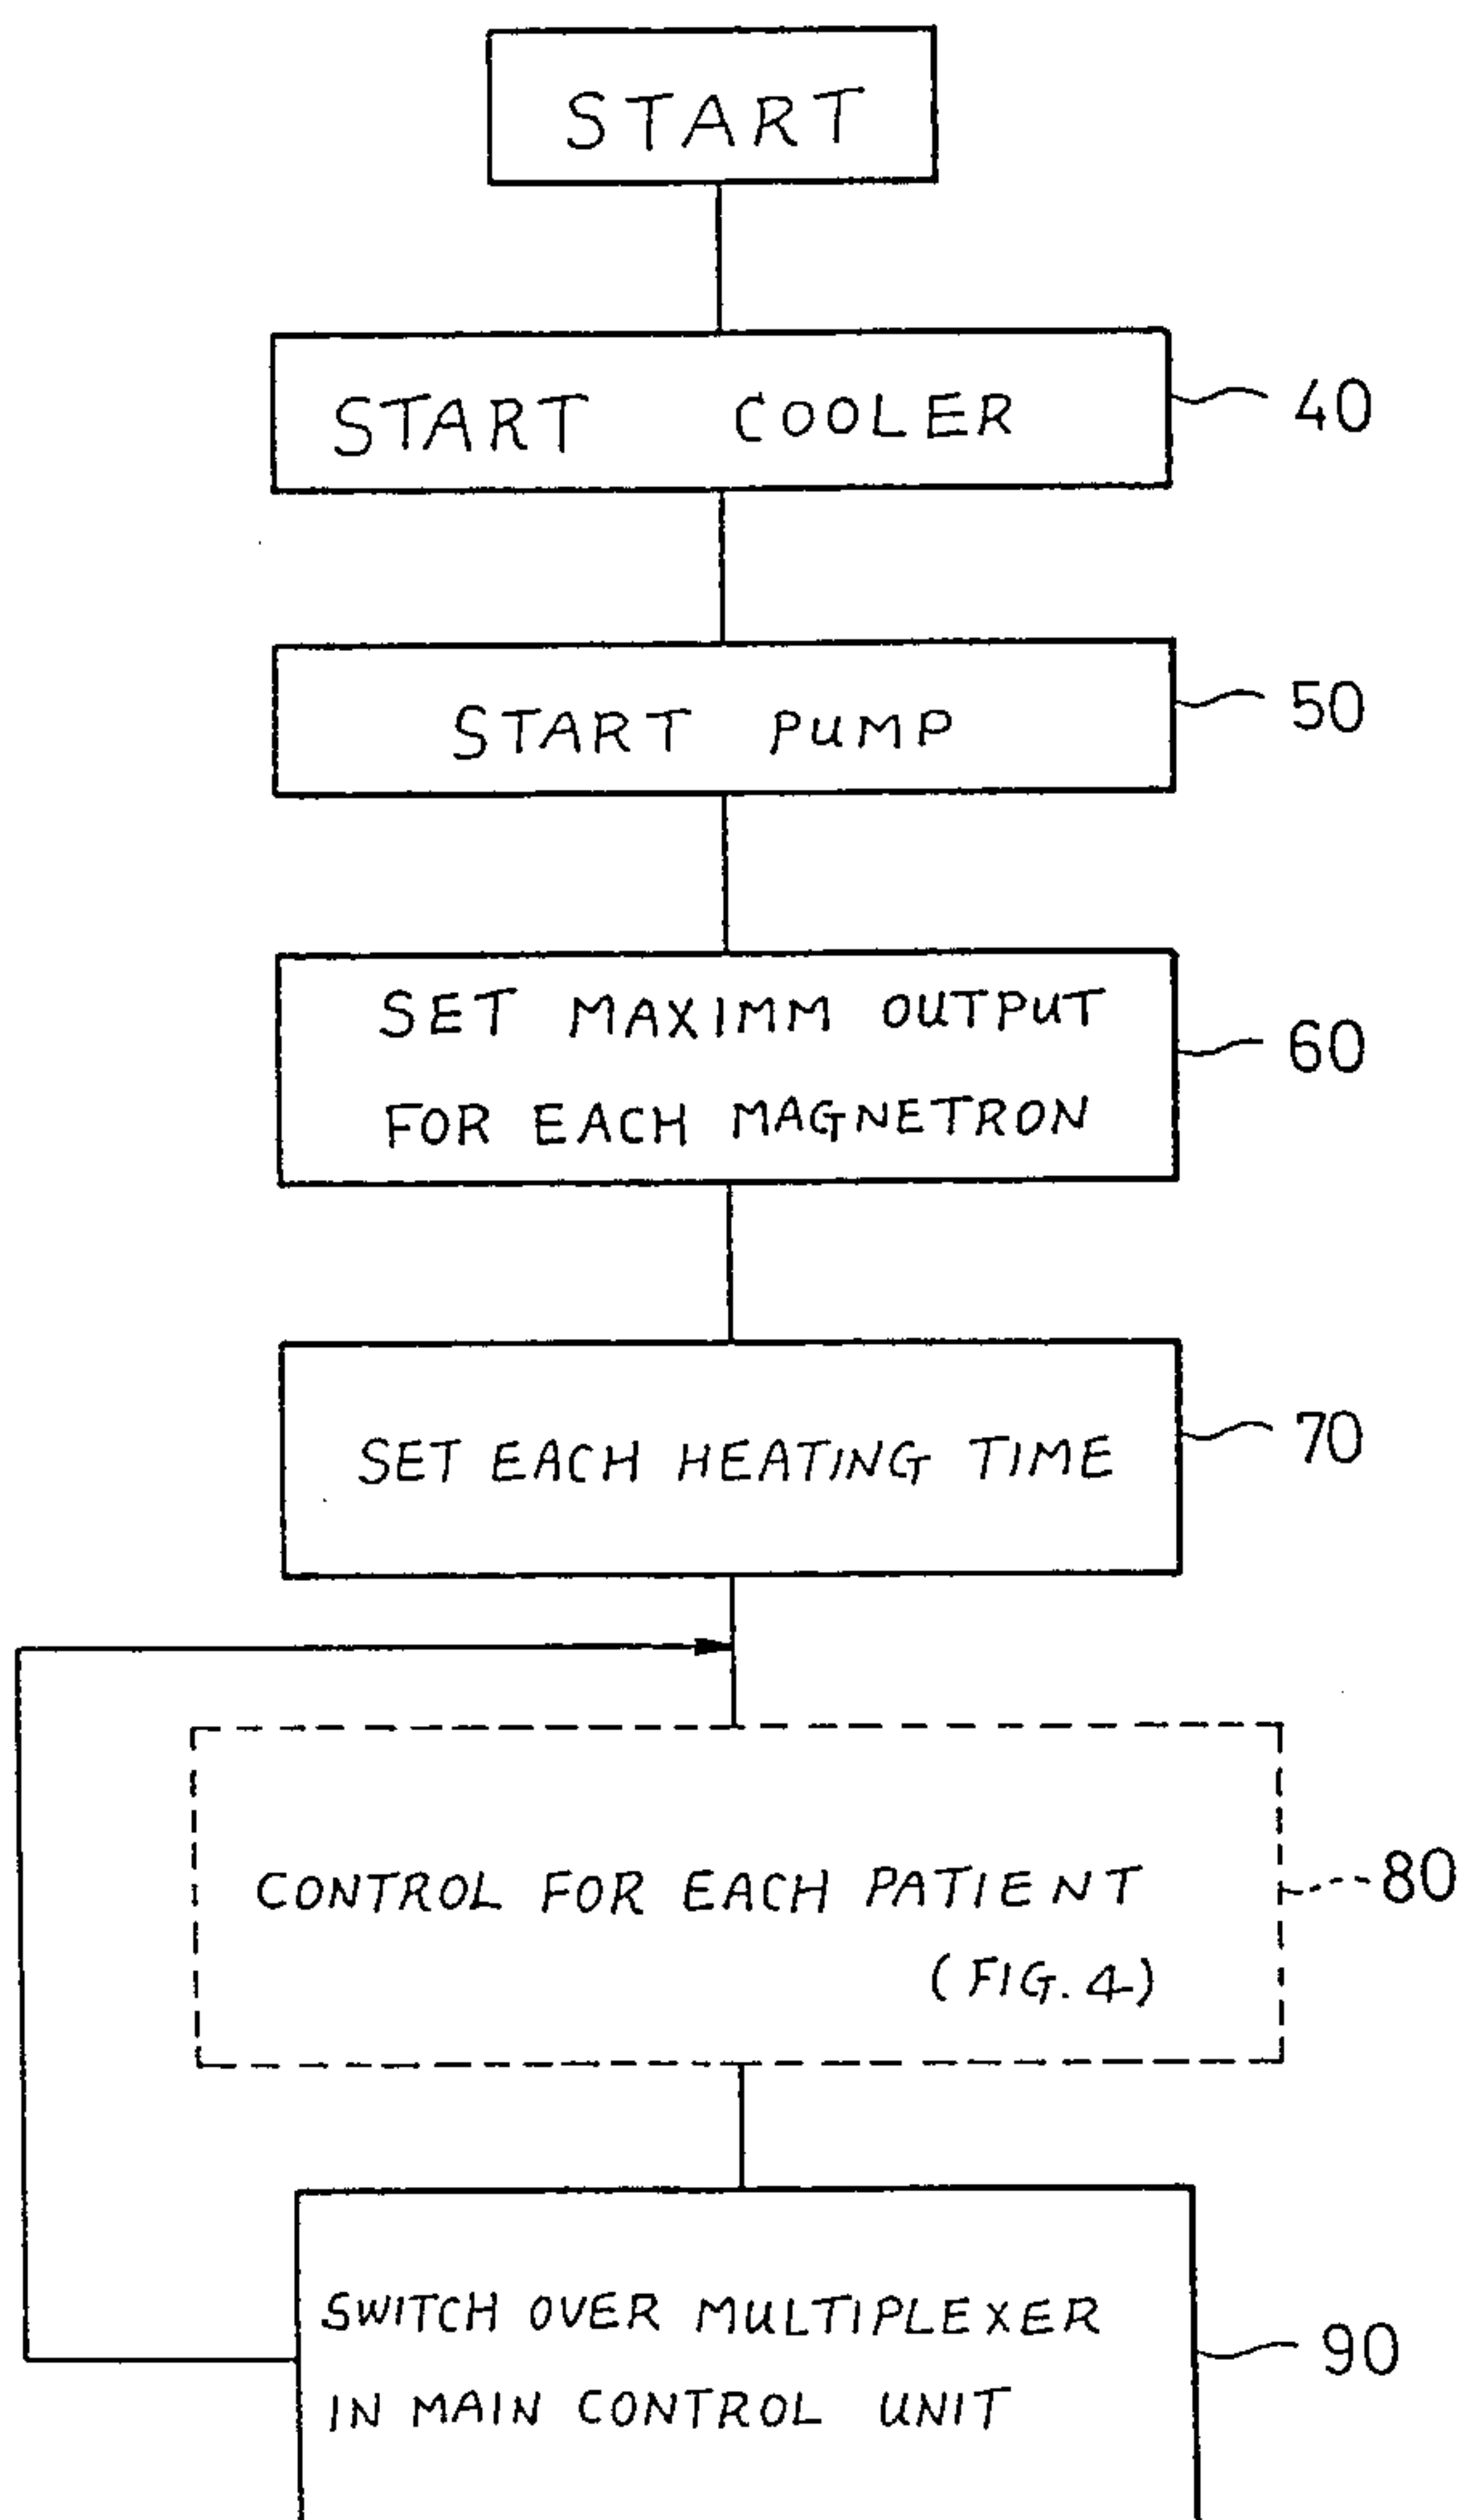 START
START COOLER
40
START PUMP
50
SET MAXIMM OUTPUT
FOR EACH MAGNETRON
60
SET EACH HEATING TIME
70
CONTROL FOR EACH PATIENT
(FIG. 4)
80
SWITCH OVER MULTIPLEXER
IN MAIN CONTROL UNIT
90